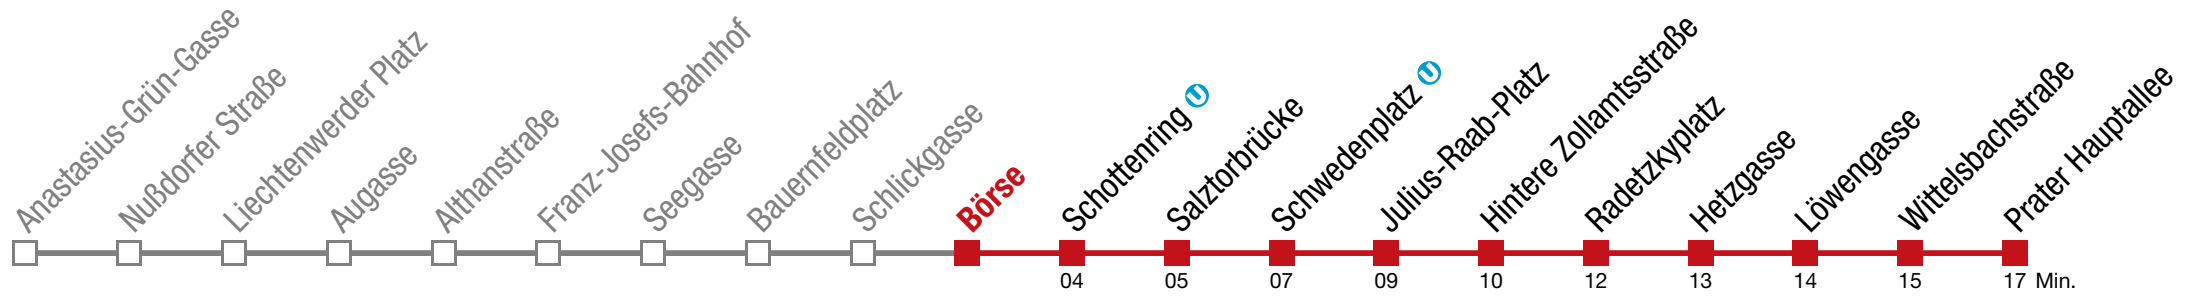 Anastasius-Grün-Gasse
Nußdorfer Straße
Liechtenwerder Platz
Augasse
Althanstraße
Franz-Josefs-Bahnhof
Seegasse
Bauernfeldplatz
Schlickgasse
Börse
Schottenring U
Salztorbrücke
Schwedenplatz U
Julius-Raab-Platz
Hintere Zollamtsstraße
Radetzkyplatz
Hetzgasse
Löwengasse
Wittelsbachstraße
Prater Hauptallee
04 05 07 09 10 12 13 14 15 17 Min.